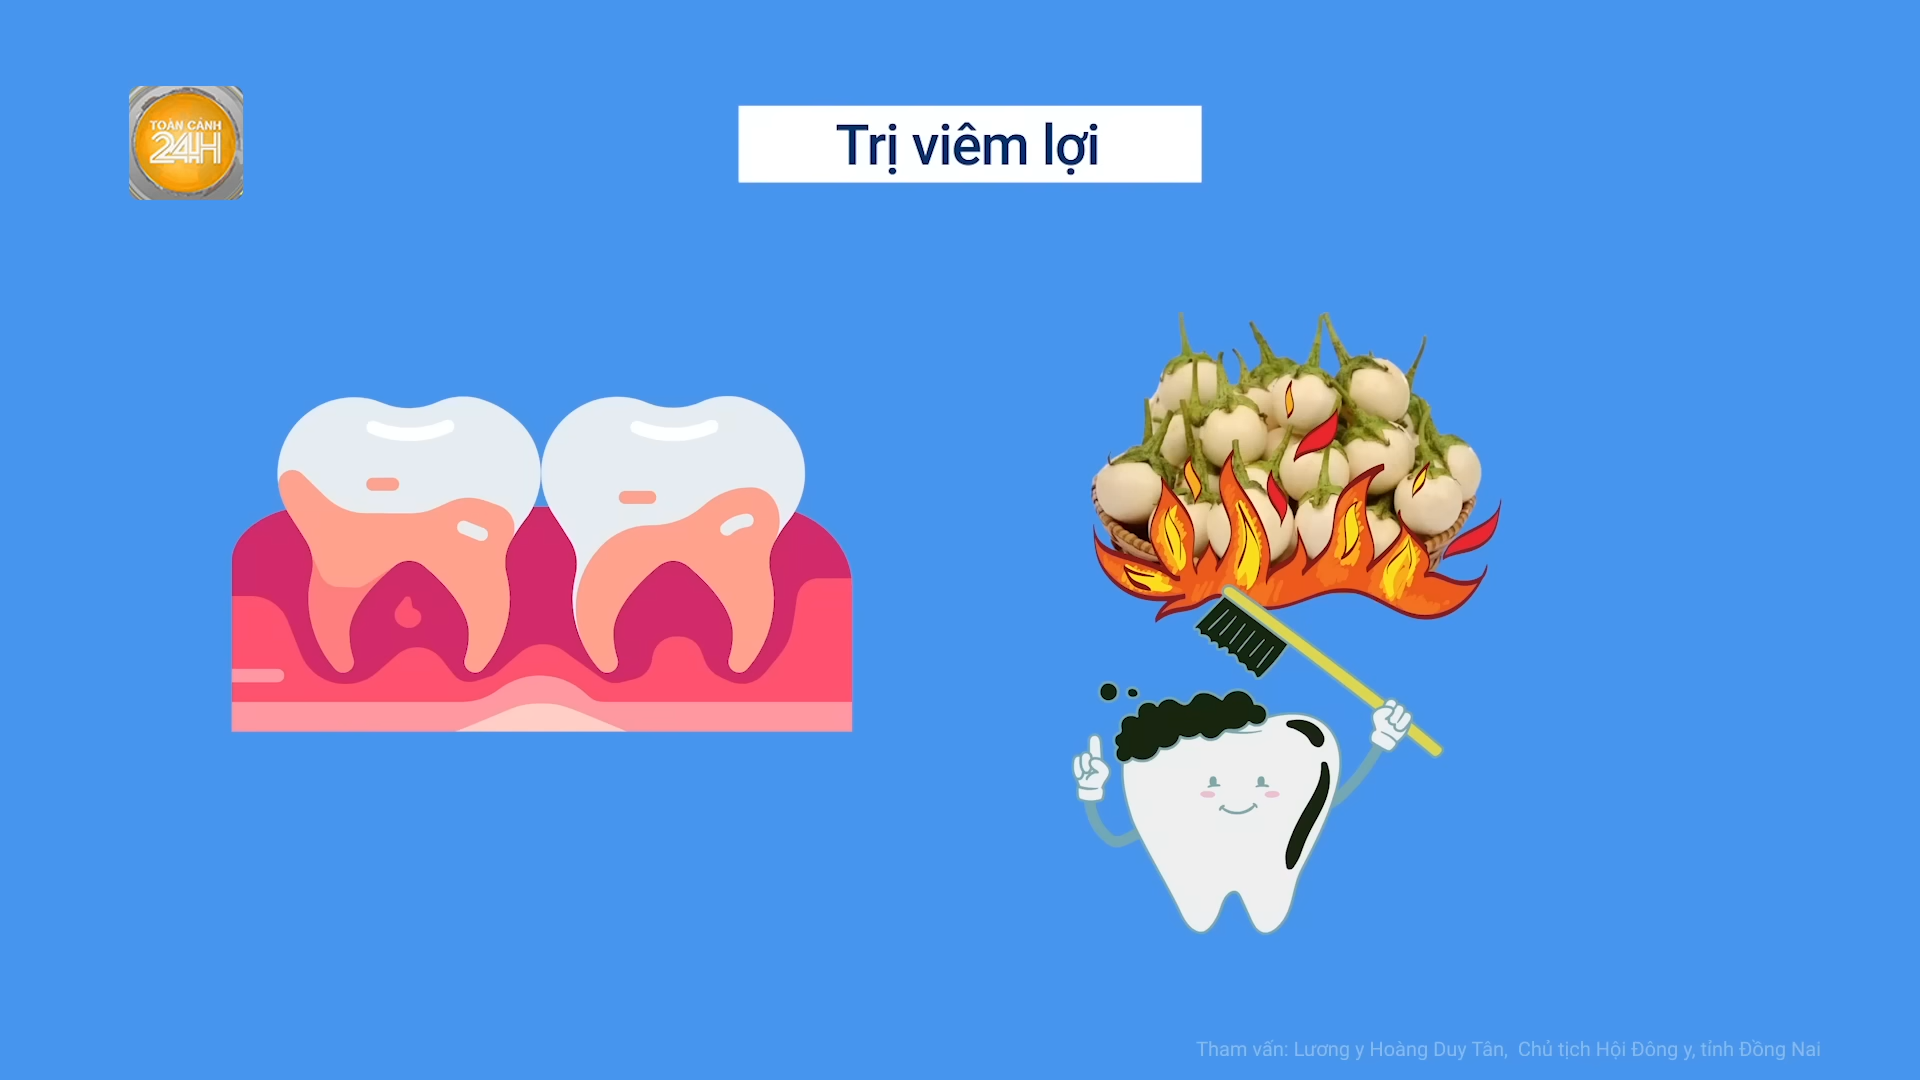 TOÀN CẢNH
24H
Trị viêm lợi
Tham vấn: Lương y Hoàng Duy Tân, Chủ tịch Hội Đông y, tỉnh Đồng Nai